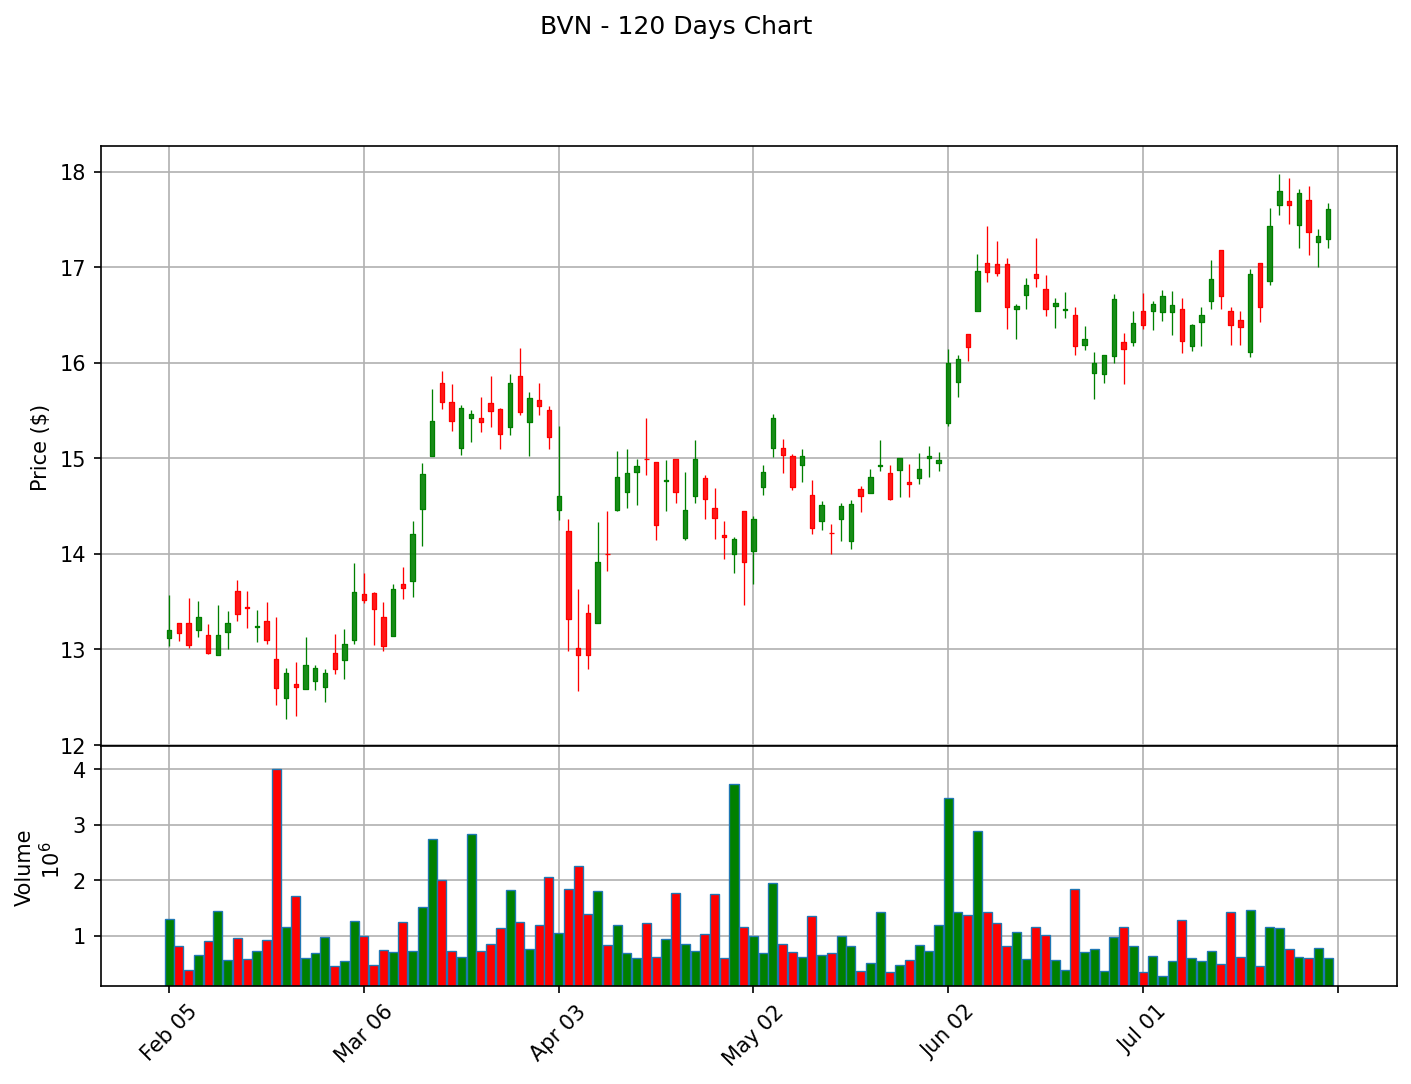 BVN - 120 Days Chart
Price ($)
18
17
16
15
14
13
12
Volume
10^6
4
3
2
1
Feb 05
Mar 06
Apr 03
May 02
Jun 02
Jul 01